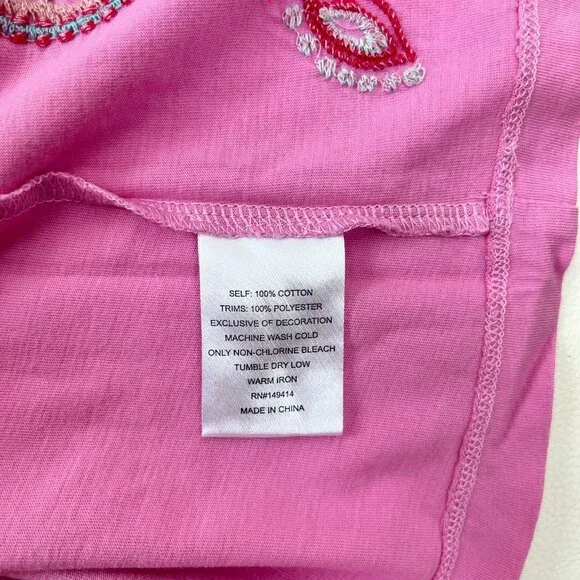 SELF: 100% COTTON
TRIMS: 100% POLYESTER
EXCLUSIVE OF DECORATION
MACHINE WASH COLD
ONLY NON-CHLORINE BLEACH
TUMBLE DRY LOW
WARM IRON
RN#149414
MADE IN CHINA